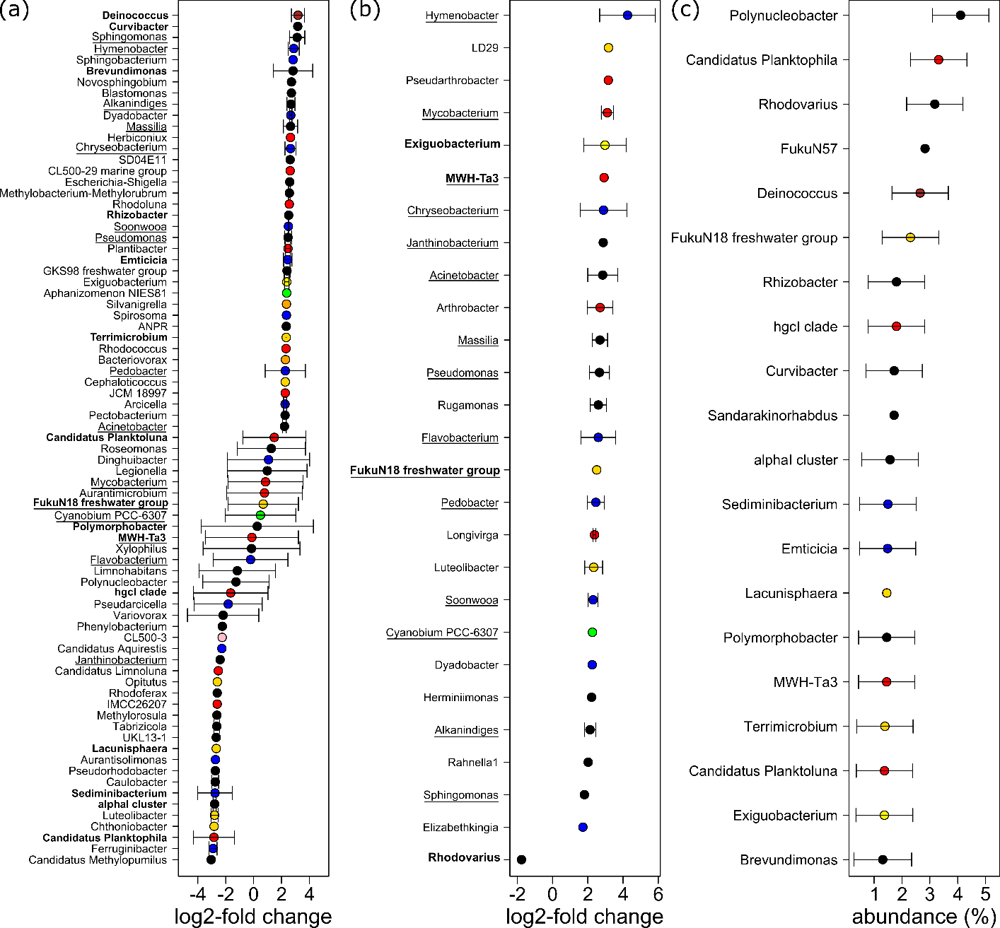 (a)
Deinococcus
Curvibacter
Sphingomonas
Hymenobacter
Sphingobacterium
Brevundimonas
Novosphingobium
Blastomonas
Alkanindiges
Dyadobacter
Massilia
Herbiconiux
Chryseobacterium
SD04E11
CL500-29 marine group
Escherichia-Shigella
Methylobacterium-Methylorubrum
Rhodoluna
Rhizobacter
Soonwooa
Pseudomonas
Plantibacter
Emticicia
GKS98 freshwater group
Exiguobacterium
Aphanizomenon NIES81
Silvanigrella
Spirosoma
ANPR
Terrimicrobium
Rhodococcus
Bacteriovorax
Pedobacter
Cephaloticoccus
JCM 18997
Arcicella
Pectobacterium
Acinetobacter
Candidatus Planktoluna
Roseomonas
Dinghuibacter
Legionella
Mycobacterium
Aurantimicrobium
FukuN18 freshwater group
Cyanobium PCC-6307
Polymorphobacter
MWH-Ta3
Xylophilus
Flavobacterium
Limnohabitans
Polynucleobacter
hgcI clade
Pseudarcicella
Variovorax
Phenylobacterium
CL500-3
Candidatus Aquirestis
Janthinobacterium
Candidatus Limnoluna
Opitutus
Rhodoferax
IMCC26207
Methylorosula
Tabrizicola
UKL13-1
Lacunisphaera
Aurantisolimonas
Pseudorhodobacter
Caulobacter
Sediminibacterium
alphaI cluster
Luteolibacter
Chthoniobacter
Candidatus Planktophila
Ferruginibacter
Candidatus Methylopumilus
-4 -2 0 2 4
log2-fold change
(b)
Hymenobacter
LD29
Pseudarthrobacter
Mycobacterium
Exiguobacterium
MWH-Ta3
Chryseobacterium
Janthinobacterium
Acinetobacter
Arthrobacter
Massilia
Pseudomonas
Rugamonas
Flavobacterium
FukuN18 freshwater group
Pedobacter
Longivirga
Luteolibacter
Soonwooa
Cyanobium PCC-6307
Dyadobacter
Herminiimonas
Alkanindiges
Rahnella1
Sphingomonas
Elizabethkingia
Rhodovarius
-2 0 2 4 6
log2-fold change
(c)
Polynucleobacter
Candidatus Planktophila
Rhodovarius
FukuN57
Deinococcus
FukuN18 freshwater group
Rhizobacter
hgcI clade
Curvibacter
Sandarakinorhabdus
alphaI cluster
Sediminibacterium
Emticicia
Lacunisphaera
Polymorphobacter
MWH-Ta3
Terrimicrobium
Candidatus Planktoluna
Exiguobacterium
Brevundimonas
1 2 3 4 5
abundance (%)